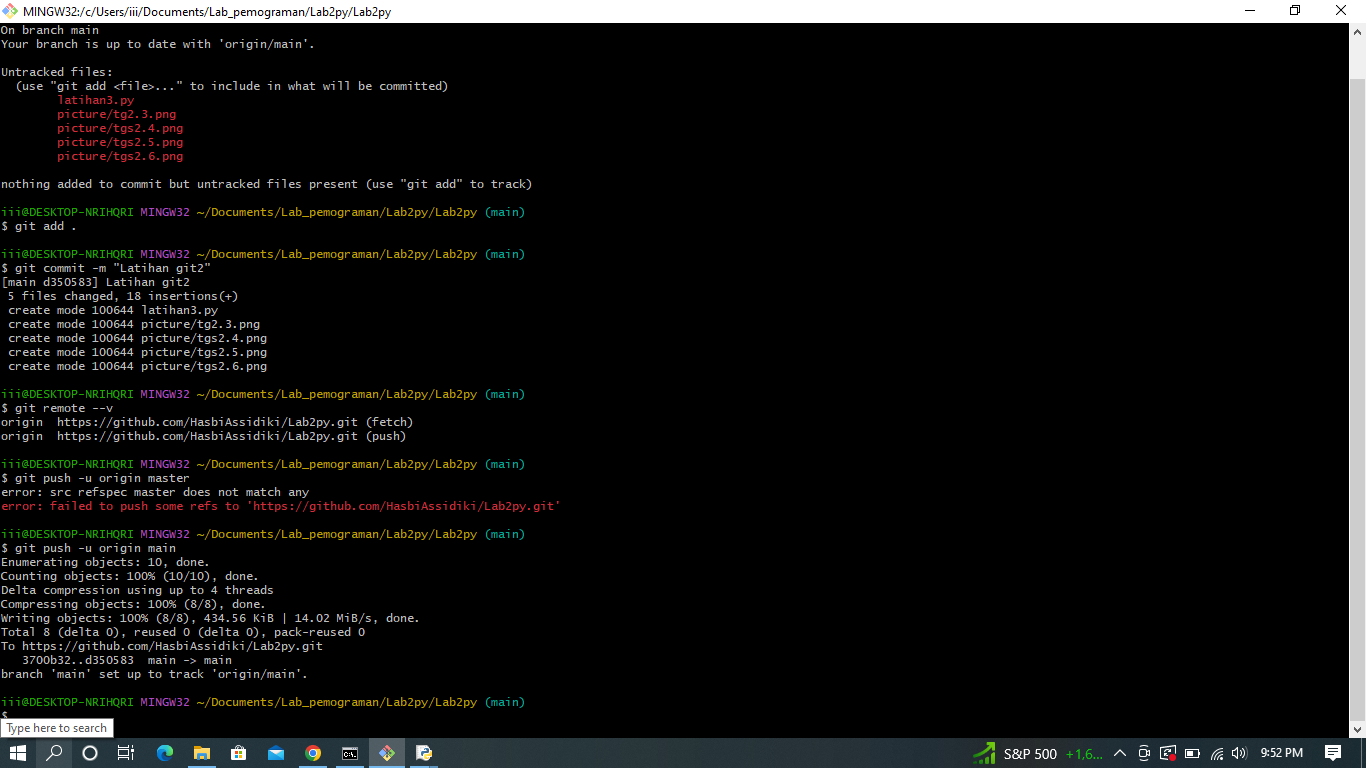 MINGW32:/c/Users/iii/Documents/Lab_pemograman/Lab2py/Lab2py
On branch main
Your branch is up to date with 'origin/main'.
Untracked files:
(use "git add <file>..." to include in what will be committed)
latihan3.py
picture/tg2.3.png
picture/tgs2.4.png
picture/tgs2.5.png
picture/tgs2.6.png
nothing added to commit but untracked files present (use "git add" to track)
iii@DESKTOP-NRIHQRI MINGW32 ~/Documents/Lab_pemograman/Lab2py/Lab2py (main)
$ git add .
iii@DESKTOP-NRIHQRI MINGW32 ~/Documents/Lab_pemograman/Lab2py/Lab2py (main)
$ git commit -m "Latihan git2"
[main d350583] Latihan git2
5 files changed, 18 insertions(+)
create mode 100644 latihan3.py
create mode 100644 picture/tg2.3.png
create mode 100644 picture/tgs2.4.png
create mode 100644 picture/tgs2.5.png
create mode 100644 picture/tgs2.6.png
iii@DESKTOP-NRIHQRI MINGW32 ~/Documents/Lab_pemograman/Lab2py/Lab2py (main)
$ git remote --v
origin  https://github.com/HasbiAssidiki/Lab2py.git (fetch)
origin  https://github.com/HasbiAssidiki/Lab2py.git (push)
iii@DESKTOP-NRIHQRI MINGW32 ~/Documents/Lab_pemograman/Lab2py/Lab2py (main)
$ git push -u origin master
error: src refspec master does not match any
error: failed to push some refs to 'https://github.com/HasbiAssidiki/Lab2py.git'
iii@DESKTOP-NRIHQRI MINGW32 ~/Documents/Lab_pemograman/Lab2py/Lab2py (main)
$ git push -u origin main
Enumerating objects: 10, done.
Counting objects: 100% (10/10), done.
Delta compression using up to 4 threads
Compressing objects: 100% (8/8), done.
Writing objects: 100% (8/8), 434.56 KiB | 14.02 MiB/s, done.
Total 8 (delta 0), reused 0 (delta 0), pack-reused 0
To https://github.com/HasbiAssidiki/Lab2py.git
3700b32..d350583  main -> main
branch 'main' set up to track 'origin/main'.
iii@DESKTOP-NRIHQRI MINGW32 ~/Documents/Lab_pemograman/Lab2py/Lab2py (main)
$
Type here to search
S&P 500 +1,6... 9:52 PM